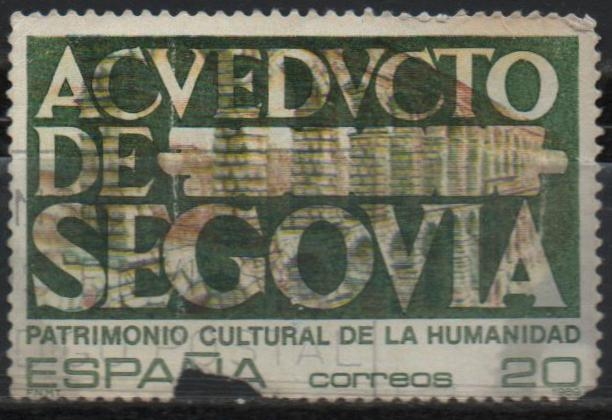 ACVEDVCTO
DE
SEGOVIA
PATRIMONIO CULTURAL DE LA HUMANIDAD
ESPAÑA correos 20
F.N.M.T.